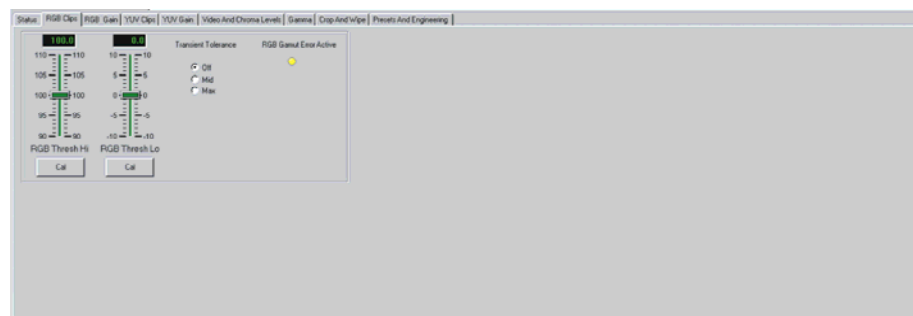 Status RGB Clips RGB Gain YUV Clips YUV Gain Video And Chroma Levels Gamma Crop And Wipe Presets And Engineering
100.0 0.0 Transient Tolerance RGB Gamut Error Active
110 110 10 10
Off
105 105 5 5 Mid
Max
100 100 0 0
95 95 -5 -5
90 90 -10 -10
RGB Thresh Hi RGB Thresh Lo
Cal Cal